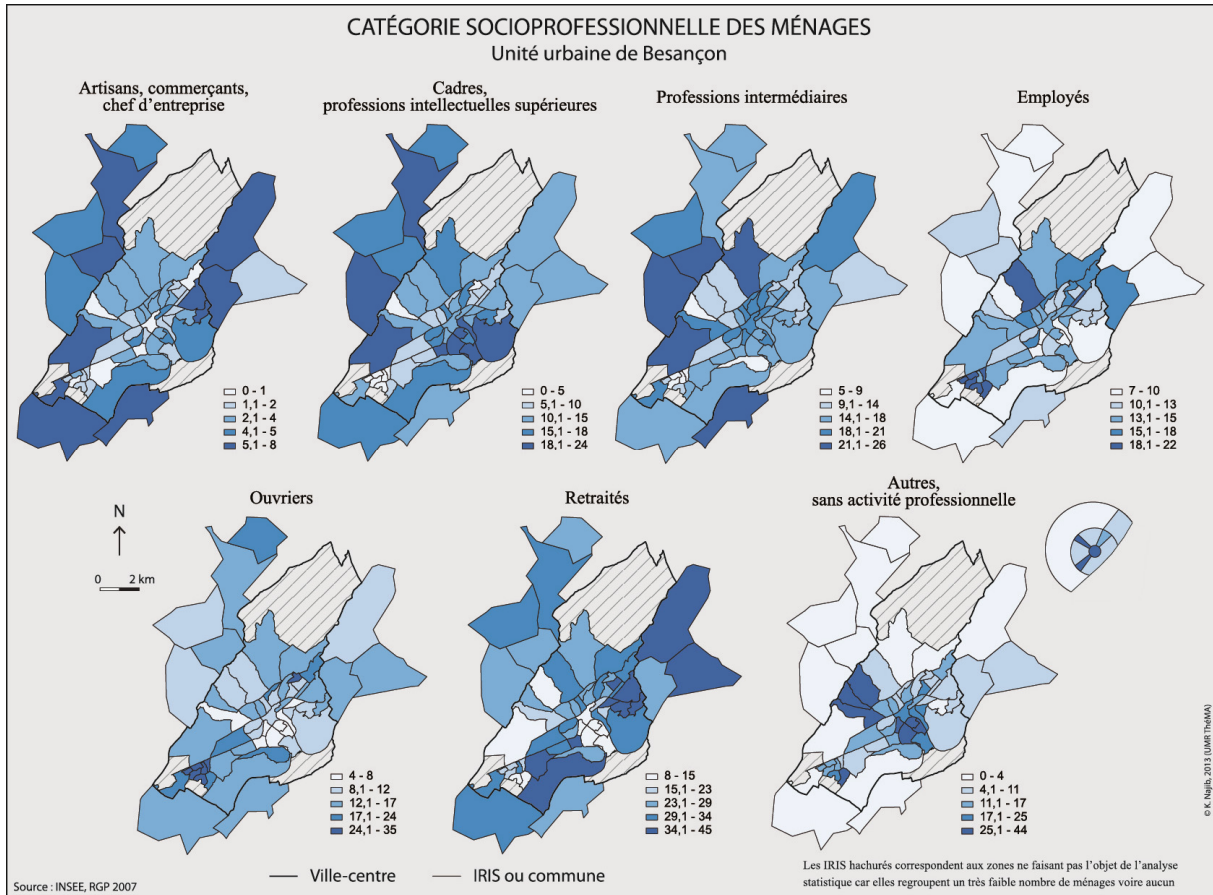 CATÉGORIE SOCIOPROFESSIONNELLE DES MÉNAGES
Unité urbaine de Besançon
Artisans, commerçants,
chef d'entreprise
0 - 1
1,1 - 2
2,1 - 4
4,1 - 5
5,1 - 8
Cadres,
professions intellectuelles supérieures
0 - 5
5,1 - 10
10,1 - 15
15,1 - 18
18,1 - 24
Professions intermédiaires
5 - 9
9,1 - 14
14,1 - 18
18,1 - 21
21,1 - 26
Employés
7 - 10
10,1 - 13
13,1 - 15
15,1 - 18
18,1 - 22
N
0 2 km
Ouvriers
4 - 8
8,1 - 12
12,1 - 17
17,1 - 24
24,1 - 35
Retraités
8 - 15
15,1 - 23
23,1 - 29
29,1 - 34
34,1 - 45
Autres,
sans activité professionnelle
0 - 4
4,1 - 11
11,1 - 17
17,1 - 25
25,1 - 44
© K. Najib, 2013 (UMR ThéMA)
Source : INSEE, RGP 2007
Ville-centre
IRIS ou commune
Les IRIS hachurés correspondent aux zones ne faisant pas l'objet de l'analyse
statistique car elles regroupent un très faible nombre de ménages voire aucun